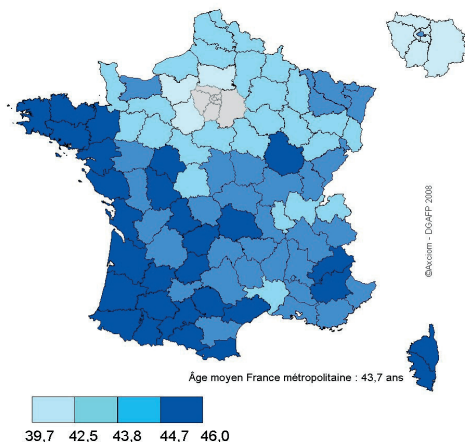 ©Axciom - DGAFP 2008
Âge moyen France métropolitaine : 43,7 ans
39,7 42,5 43,8 44,7 46,0